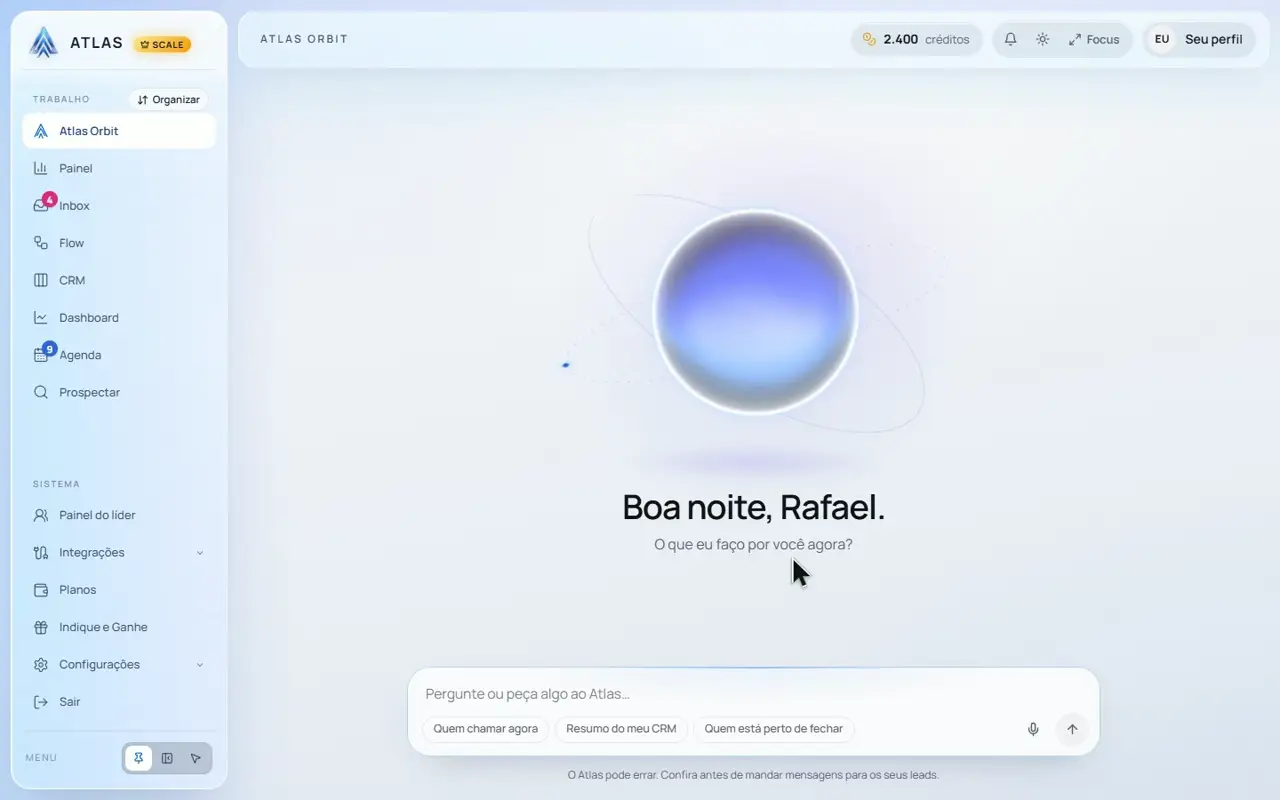 ATLAS
SCALE
TRABALHO
Organizar
Atlas Orbit
Painel
4
Inbox
Flow
CRM
Dashboard
9
Agenda
Prospectar
SISTEMA
Painel do líder
Integrações
Planos
Indique e Ganhe
Configurações
Sair
MENU
ATLAS ORBIT
2.400 créditos
Focus
EU
Seu perfil
Boa noite, Rafael.
O que eu faço por você agora?
Pergunte ou peça algo ao Atlas...
Quem chamar agora
Resumo do meu CRM
Quem está perto de fechar
O Atlas pode errar. Confira antes de mandar mensagens para os seus leads.